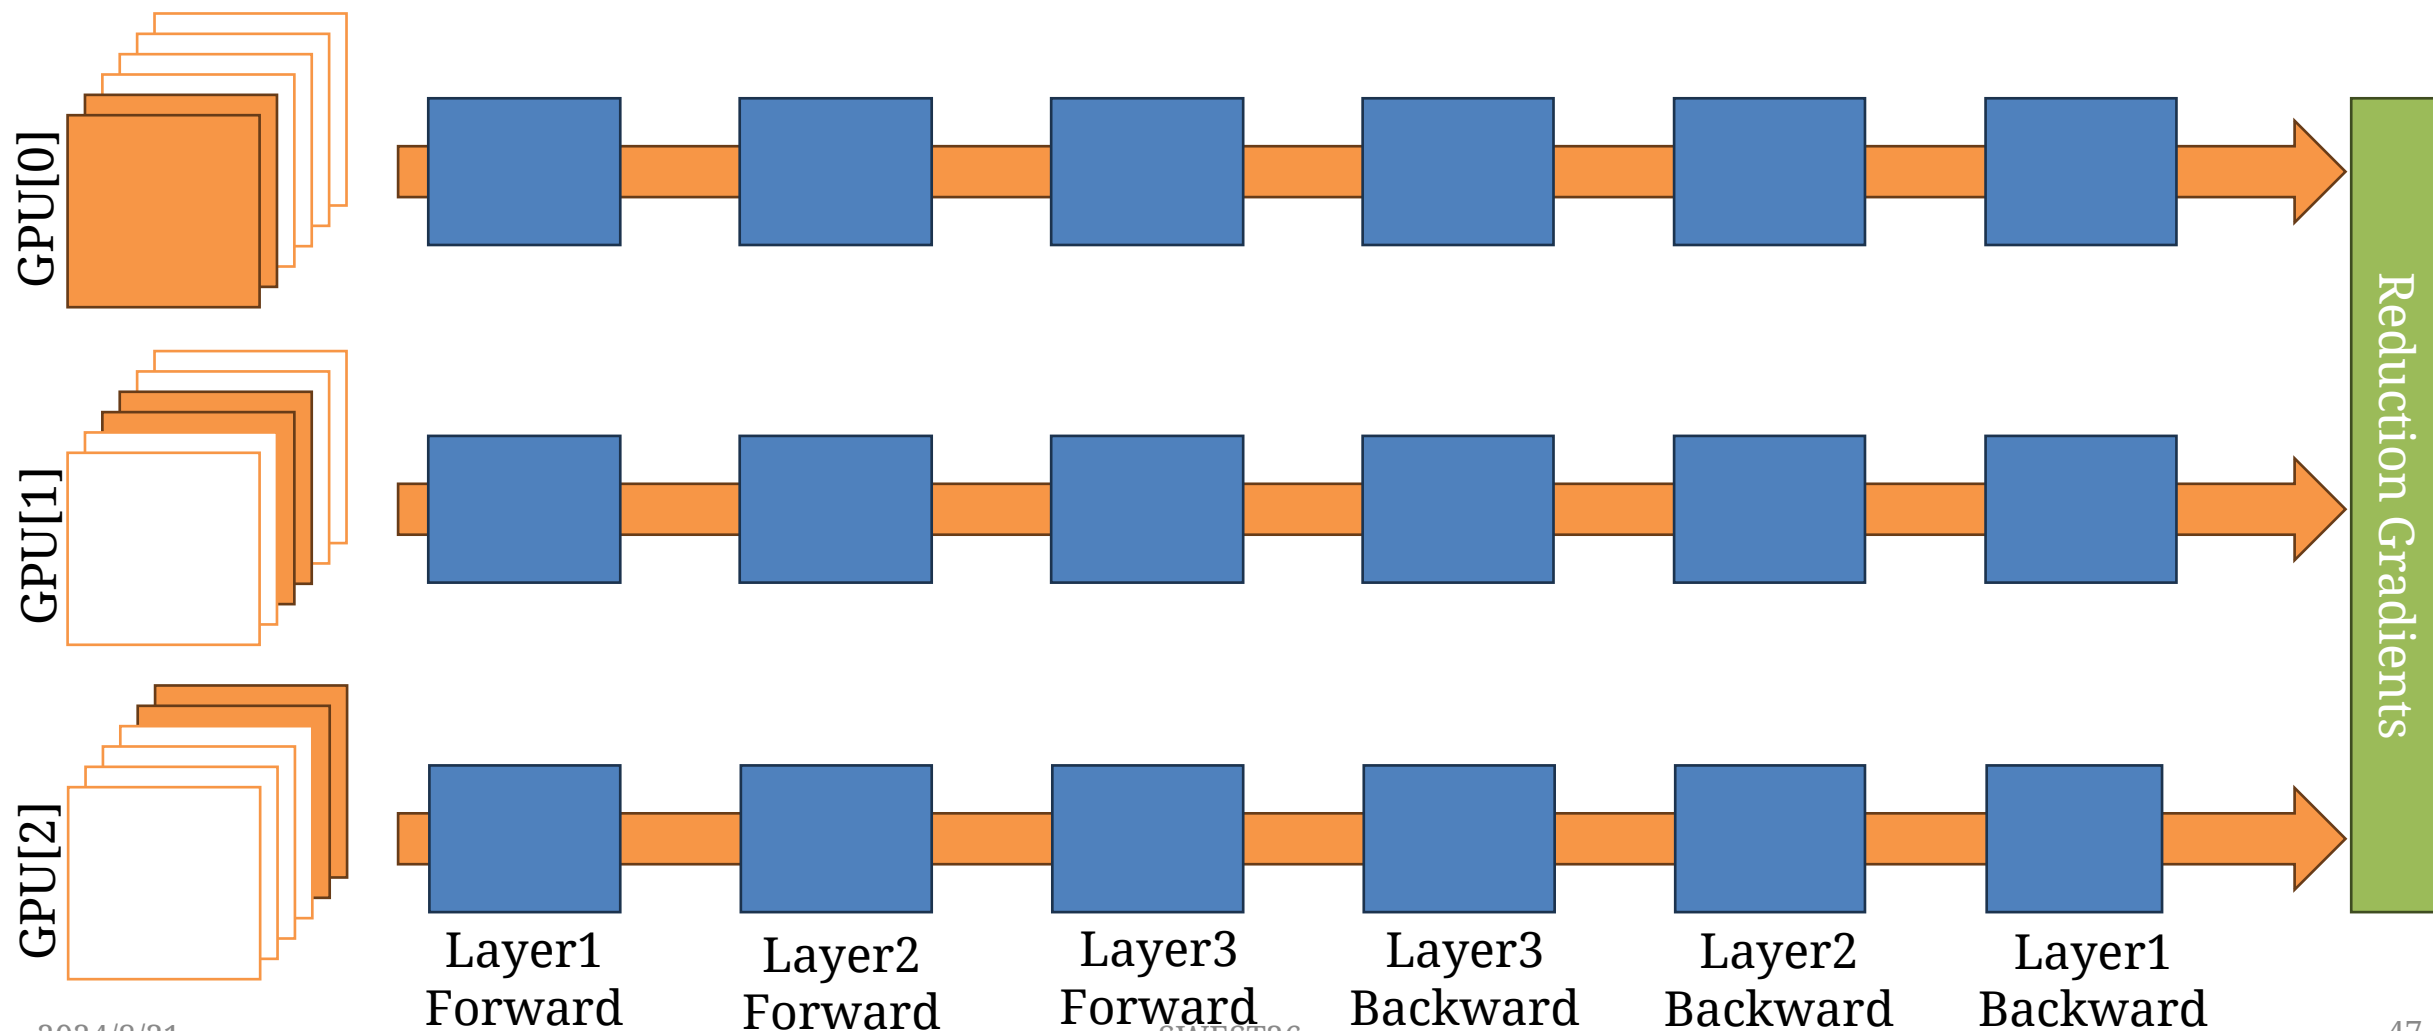 GPU[0]
GPU[1]
GPU[2]
Reduction Gradients
Layer1
Forward
Layer2
Forward
Layer3
Forward
Layer3
Backward
Layer2
Backward
Layer1
Backward
47